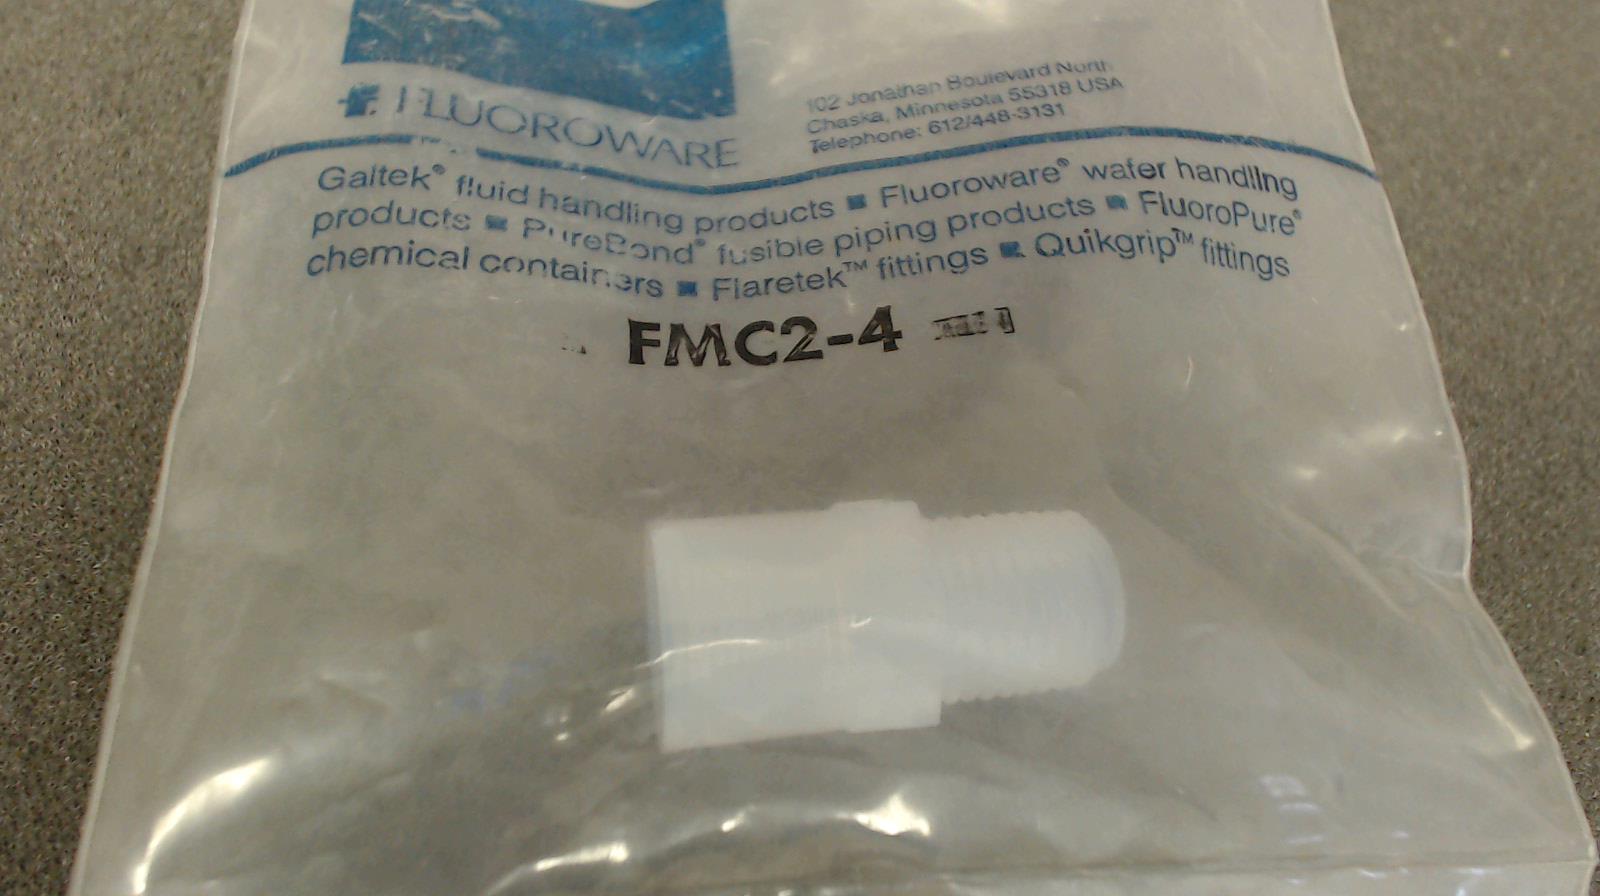 FLUOROWARE
102 Jonathan Boulevard North
Chaska, Minnesota 55318 USA
Telephone: 612/448-3131
Galtek® fluid handling products ■ Fluoroware® wafer handling
products ■ PureBond® fusible piping products ■ FluoroPure®
chemical containers ■ Flaretek™ fittings ■ Quikgrip™ fittings
FMC2-4